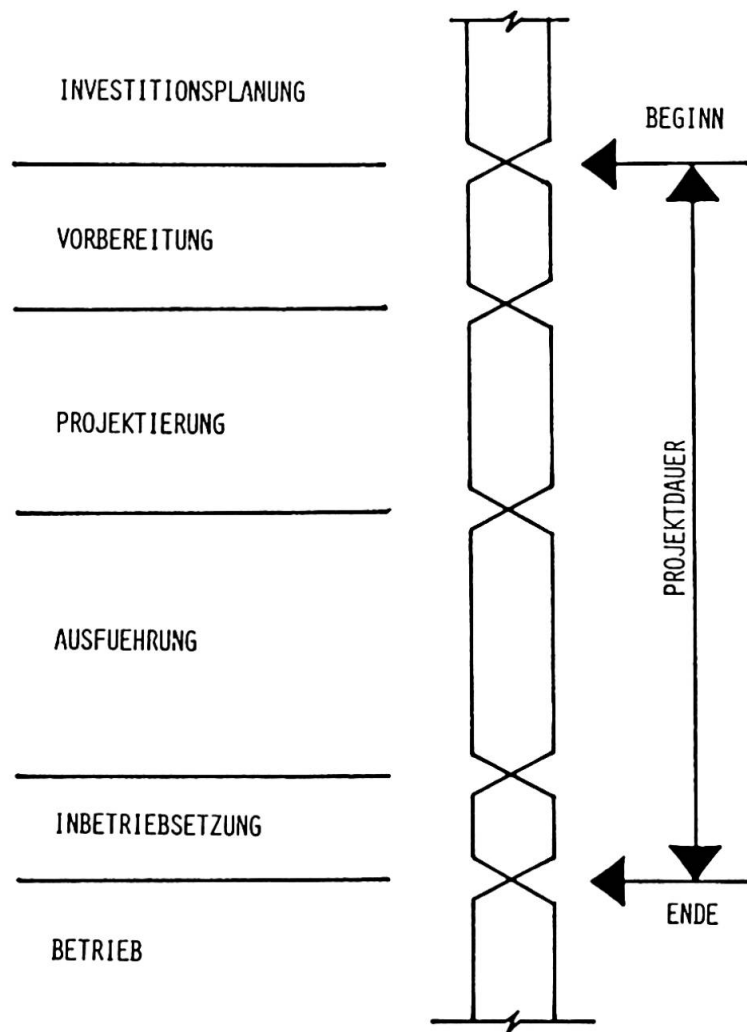 INVESTITIONSPLANUNG
BEGINN
VORBEREITUNG
PROJEKTIERUNG
PROJEKTDAUER
AUSFUEHRUNG
INBETRIEBSETZUNG
ENDE
BETRIEB